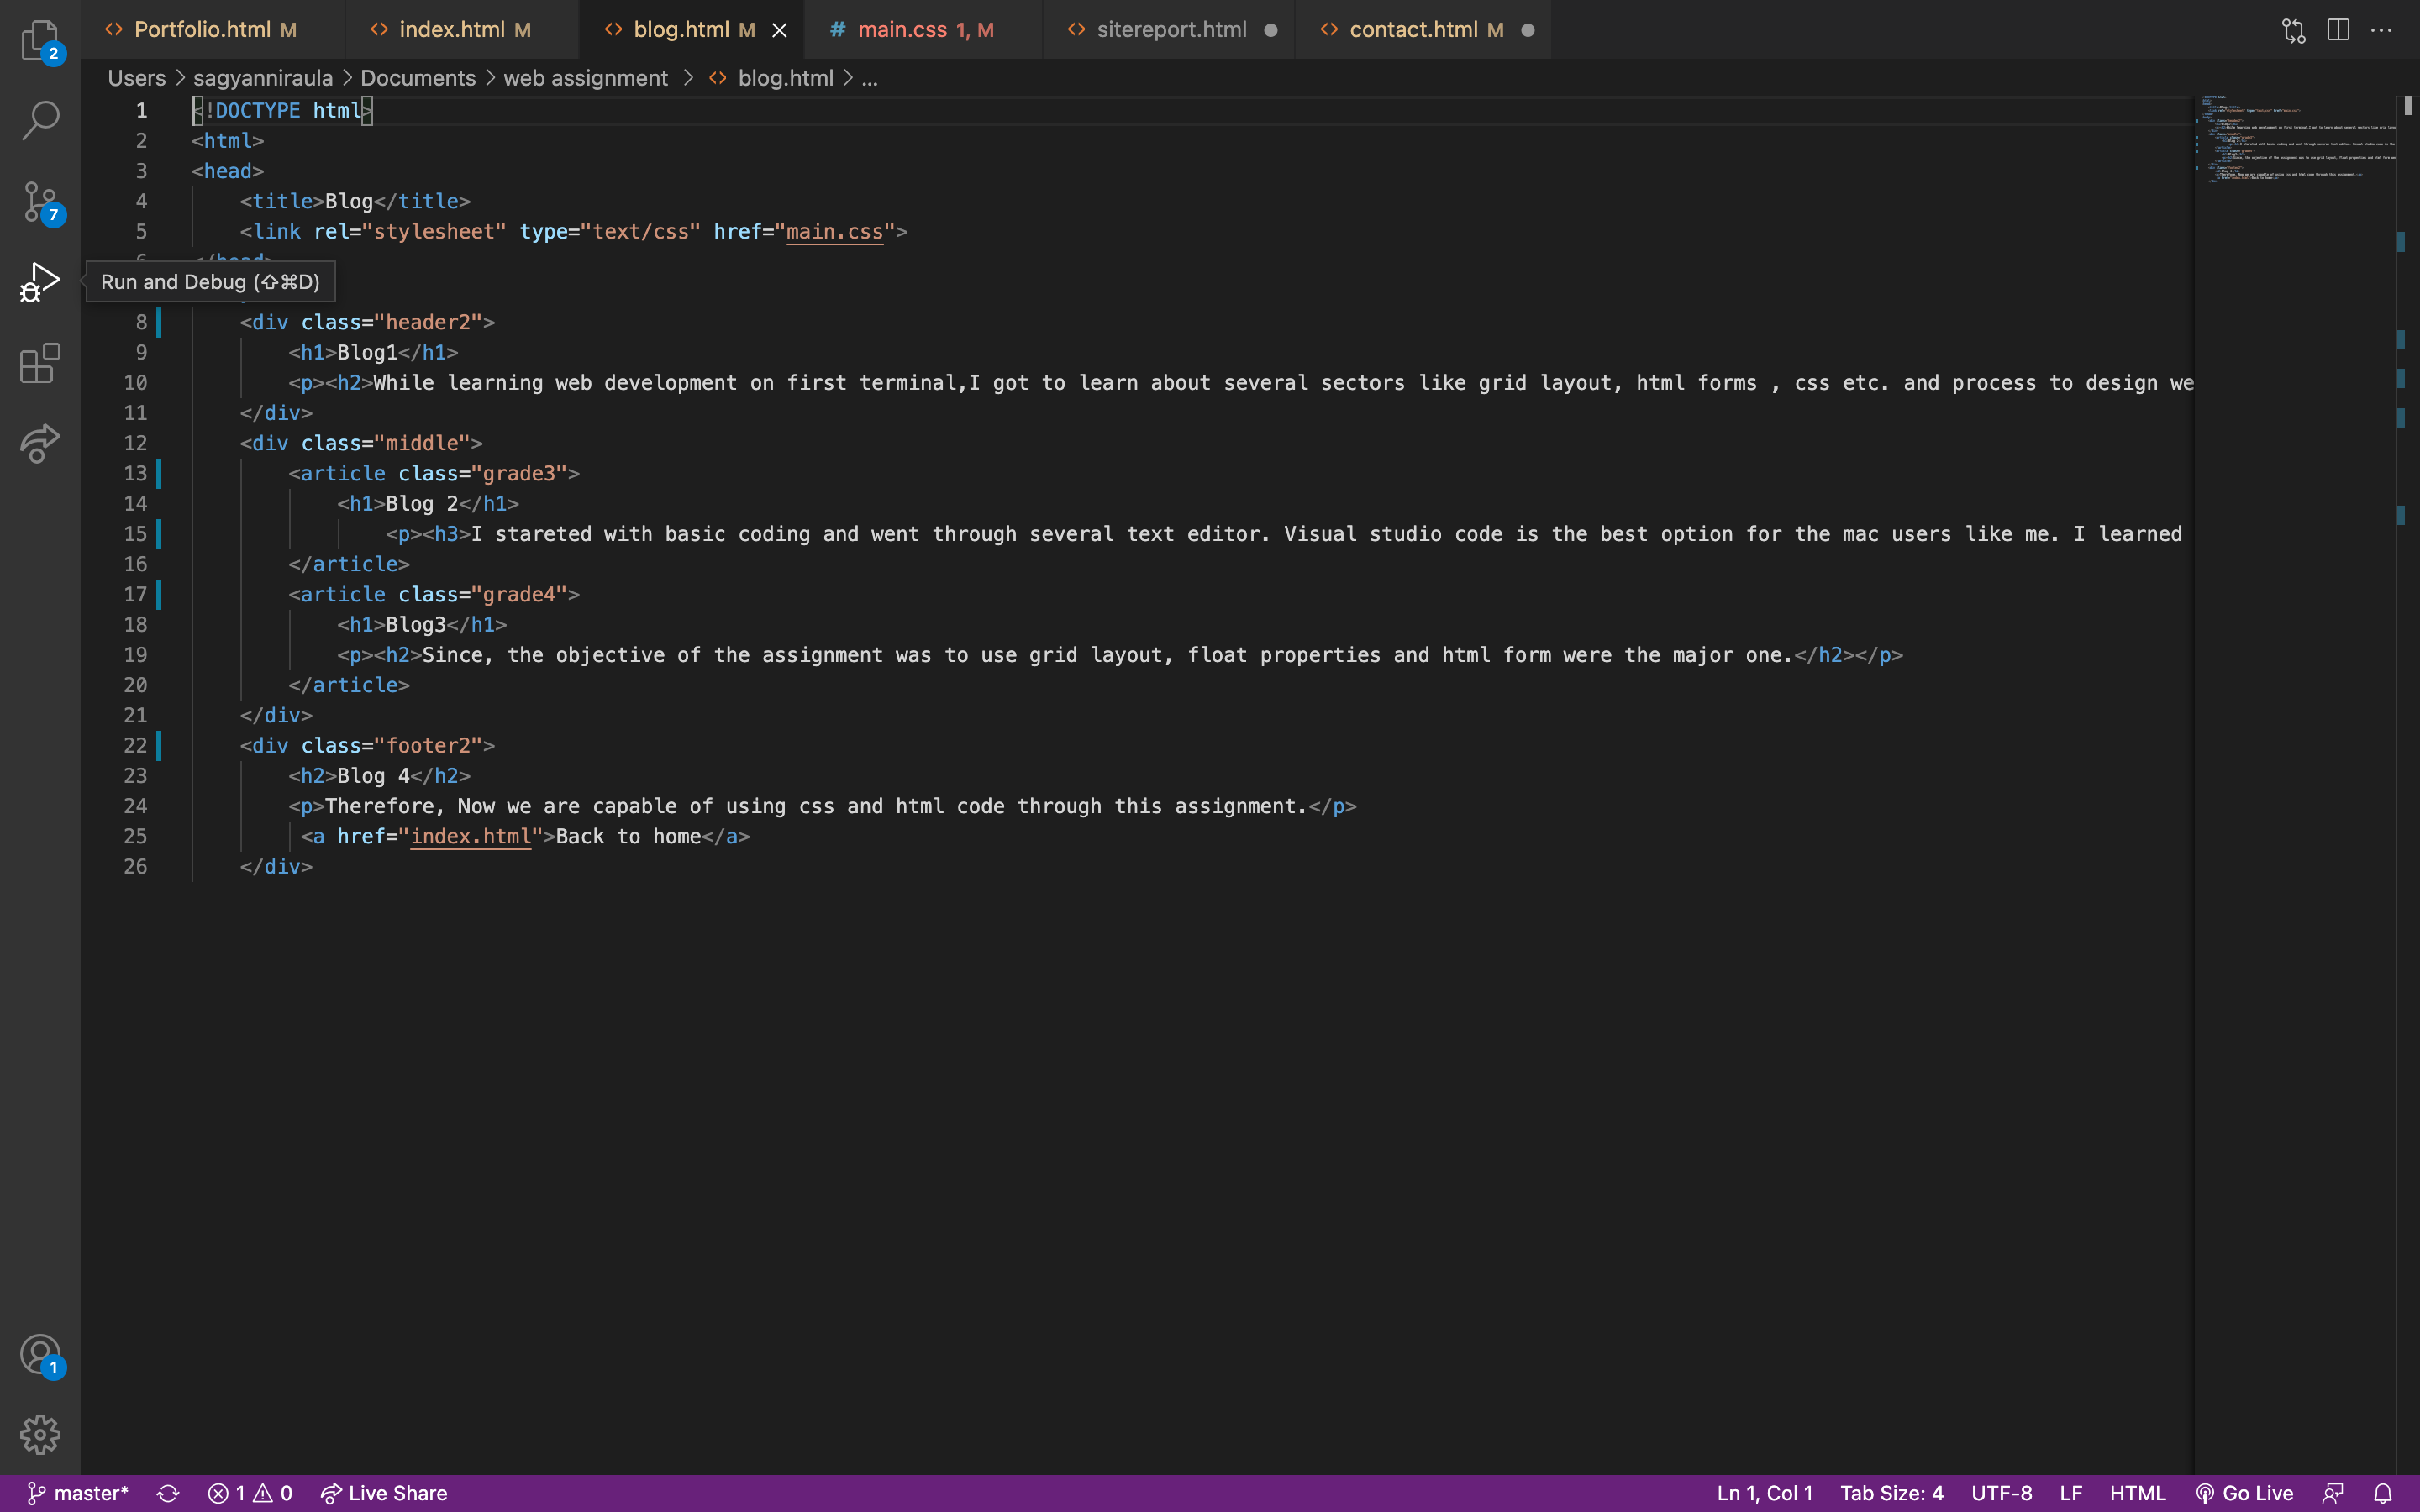 2
Portfolio.html M
index.html M
blog.html M
main.css 1, M
sitereport.html
contact.html M
Users > sagyanniraula > Documents > web assignment > blog.html > ...
1 <!DOCTYPE html>
2 <html>
3 <head>
4 <title>Blog</title>
5 <link rel="stylesheet" type="text/css" href="main.css">
6 </head>
7
Run and Debug (⇧⌘D)
8 <div class="header2">
9 <h1>Blog1</h1>
10 <p><h2>While learning web development on first terminal,I got to learn about several sectors like grid layout, html forms , css etc. and process to design we
11 </div>
12 <div class="middle">
13 <article class="grade3">
14 <h1>Blog 2</h1>
15 <p><h3>I stareted with basic coding and went through several text editor. Visual studio code is the best option for the mac users like me. I learned
16 </article>
17 <article class="grade4">
18 <h1>Blog3</h1>
19 <p><h2>Since, the objective of the assignment was to use grid layout, float properties and html form were the major one.</h2></p>
20 </article>
21 </div>
22 <div class="footer2">
23 <h2>Blog 4</h2>
24 <p>Therefore, Now we are capable of using css and html code through this assignment.</p>
25 <a href="index.html">Back to home</a>
26 </div>
1
master* 1 0 Live Share Ln 1, Col 1 Tab Size: 4 UTF-8 LF HTML Go Live